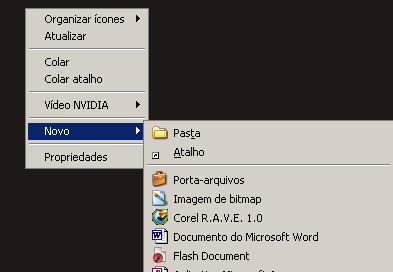 Organizar ícones
Atualizar
Colar
Colar atalho
Vídeo NVIDIA
Novo
Propriedades
Pasta
Atalho
Porta-arquivos
Imagem de bitmap
Corel R.A.V.E. 1.0
Documento do Microsoft Word
Flash Document